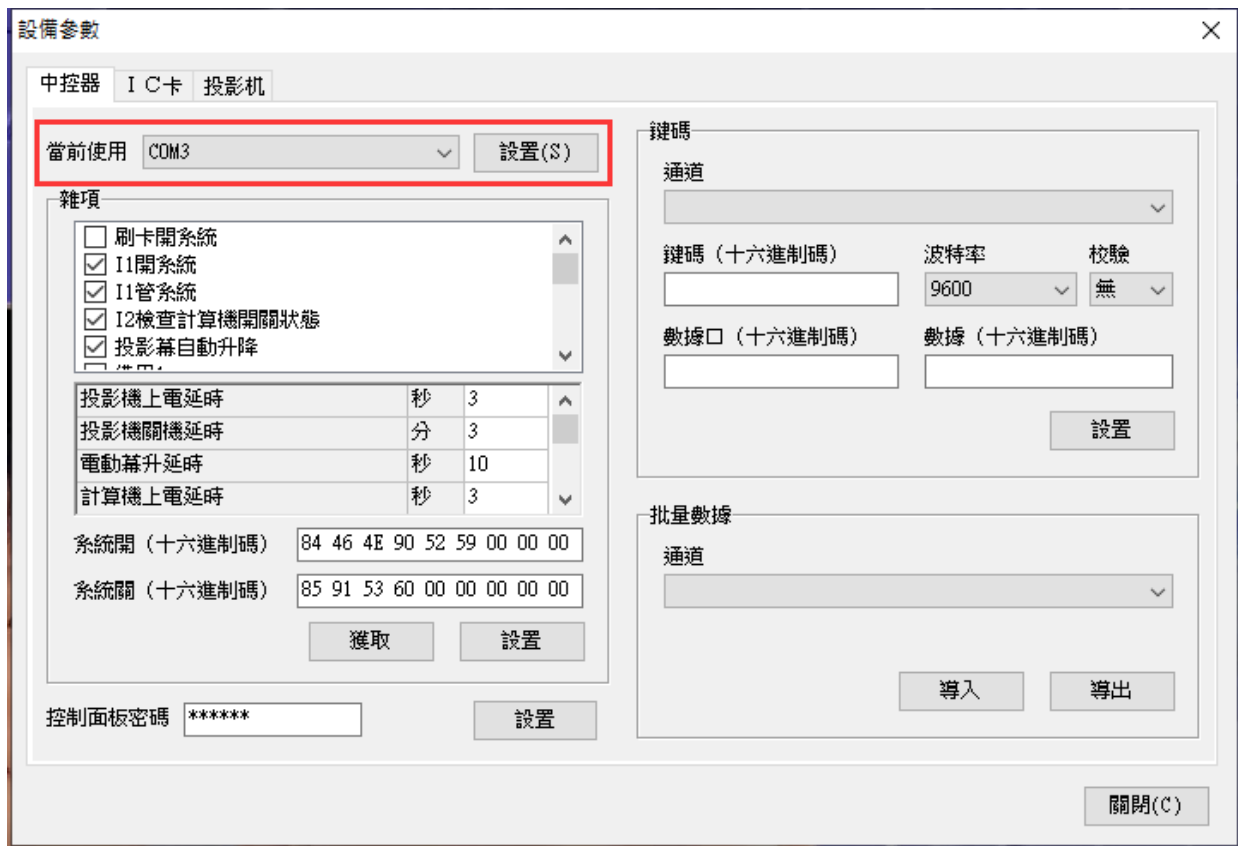 設備參數
中控器 ＩＣ卡 投影机
當前使用 COM3 設置(S)
雜項
刷卡開系統
I1開系統
I1管系統
I2檢查計算機開關狀態
投影幕自動升降
投影機上電延時 秒 3
投影機關機延時 分 3
電動幕升延時 秒 10
計算機上電延時 秒 3
系統開（十六進制碼） 84 46 4E 90 52 59 00 00 00
系統關（十六進制碼） 85 91 53 60 00 00 00 00 00
獲取 設置
控制面板密碼 ****** 設置
鍵碼
通道
鍵碼（十六進制碼） 波特率 校驗
9600 無
數據口（十六進制碼） 數據（十六進制碼）
設置
批量數據
通道
導入 導出
關閉(C)